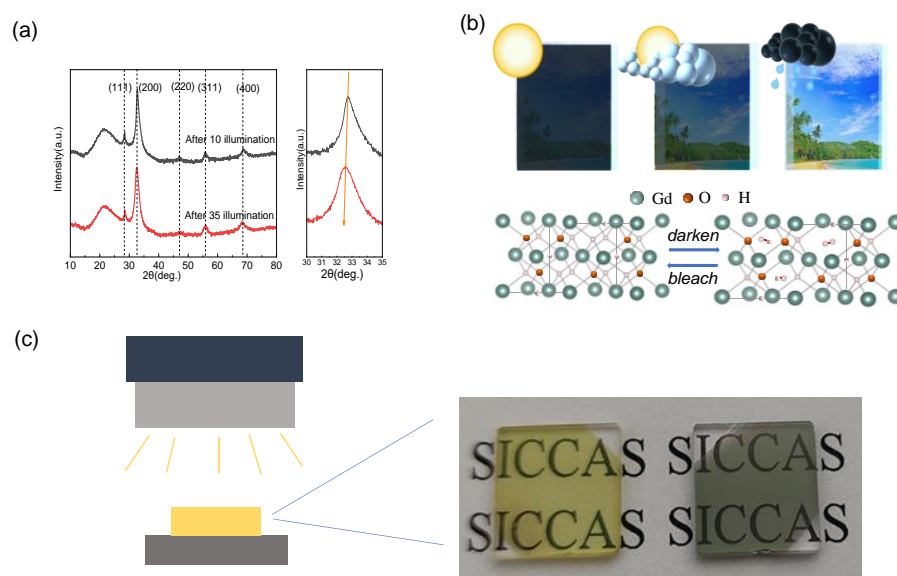 (a)
Intensity(a.u.)
(111)
(200)
(220)
(311)
(400)
After 10 illumination
After 35 illumination
10 20 30 40 50 60 70 80
2θ(deg.)
Intensity(a.u.)
30 31 32 33 34 35
2θ(deg.)
(b)
Gd O H
darken
bleach
(c)
SICCAS SICCAS
SICCAS SICCAS